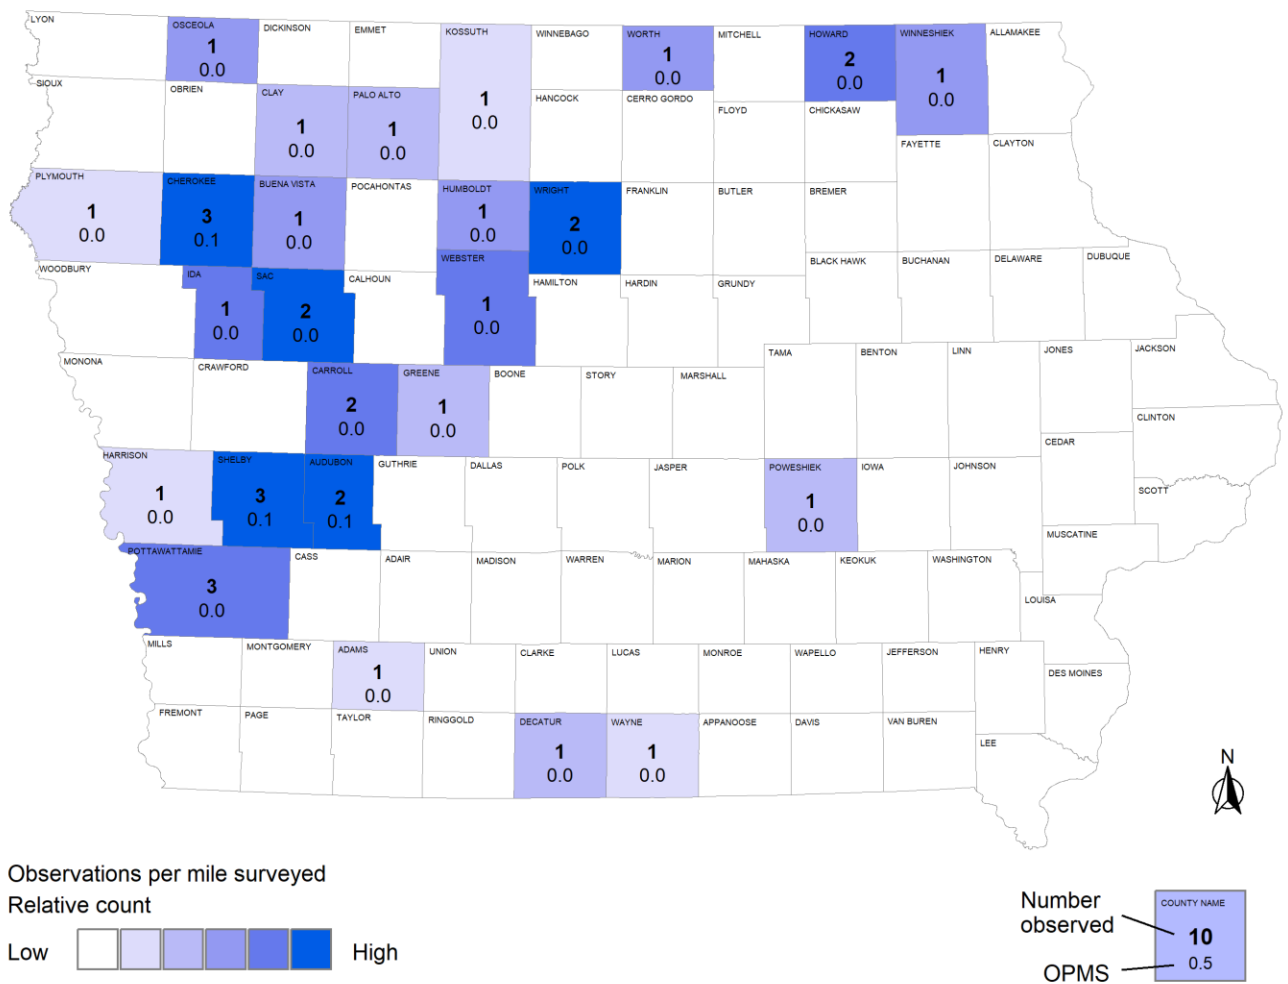 LYON
OSCEOLA
1
0.0
DICKINSON
EMMET
KOSSUTH
1
0.0
WINNEBAGO
WORTH
1
0.0
MITCHELL
HOWARD
2
0.0
WINNESHIEK
1
0.0
ALLAMAKEE
SIOUX
OBRIEN
CLAY
1
0.0
PALO ALTO
1
0.0
HANCOCK
CERRO GORDO
FLOYD
CHICKASAW
FAYETTE
CLAYTON
PLYMOUTH
1
0.0
CHEROKEE
3
0.1
BUENA VISTA
1
0.0
POCAHONTAS
HUMBOLDT
1
0.0
WRIGHT
2
0.0
FRANKLIN
BUTLER
BREMER
WOODBURY
IDA
1
0.0
SAC
2
0.0
CALHOUN
WEBSTER
1
0.0
HAMILTON
HARDIN
GRUNDY
BLACK HAWK
BUCHANAN
DELAWARE
DUBUQUE
MONONA
CRAWFORD
CARROLL
2
0.0
GREENE
1
0.0
BOONE
STORY
MARSHALL
TAMA
BENTON
LINN
JONES
JACKSON
CLINTON
CEDAR
HARRISON
1
0.0
SHELBY
3
0.1
AUDUBON
2
0.1
GUTHRIE
DALLAS
POLK
JASPER
POWESHIEK
1
0.0
IOWA
JOHNSON
SCOTT
MUSCATINE
POTTAWATTAMIE
3
0.0
CASS
ADAIR
MADISON
WARREN
MARION
MAHASKA
KEOKUK
WASHINGTON
LOUISA
MILLS
MONTGOMERY
ADAMS
1
0.0
UNION
CLARKE
LUCAS
MONROE
WAPELLO
JEFFERSON
HENRY
DES MOINES
FREMONT
PAGE
TAYLOR
RINGGOLD
DECATUR
1
0.0
WAYNE
1
0.0
APPANOOSE
DAVIS
VAN BUREN
LEE
N
Observations per mile surveyed
Relative count
Low
High
Number
observed
OPMS
COUNTY NAME
10
0.5